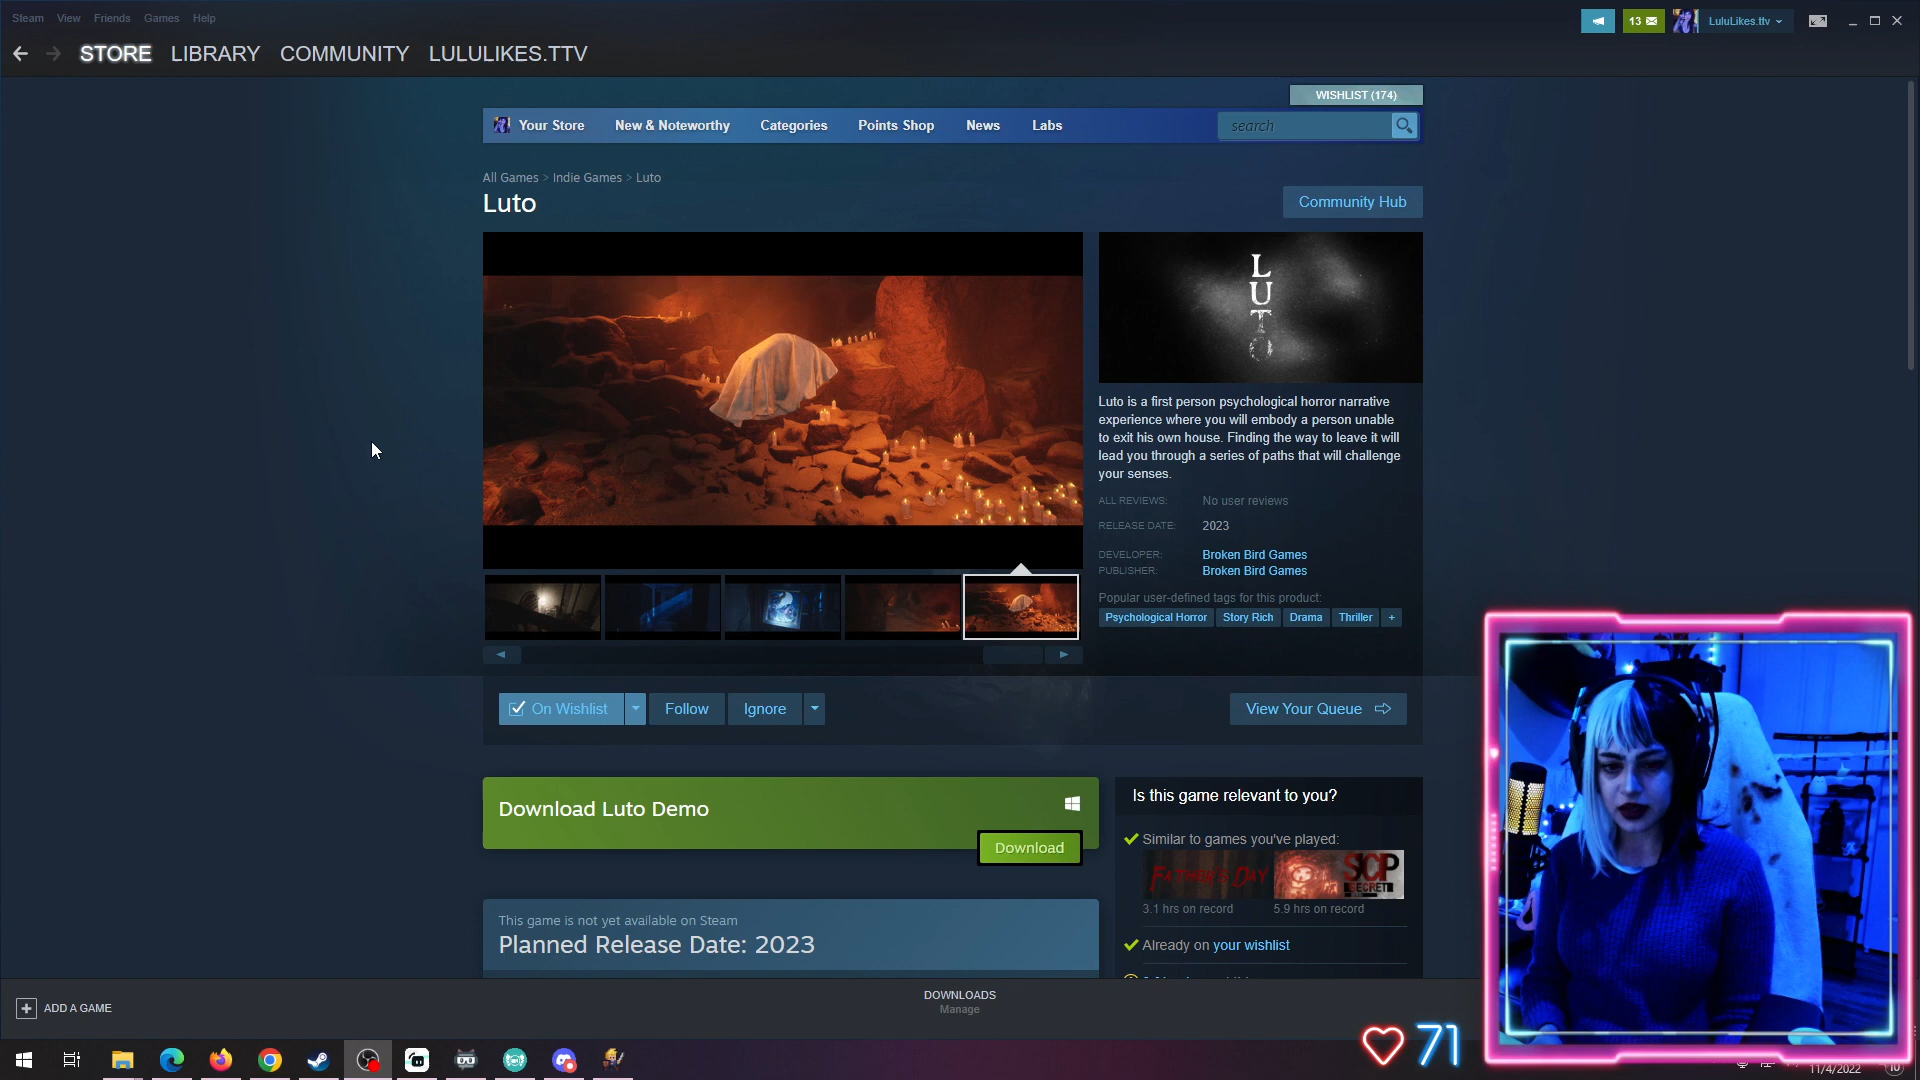 Steam View Friends Games Help
13
LuluLikes.ttv
STORE LIBRARY COMMUNITY LULULIKES.TTV
WISHLIST (174)
Your Store New & Noteworthy Categories Points Shop News Labs
search
All Games > Indie Games > Luto
Luto
Community Hub
LUTO
Luto is a first person psychological horror narrative
experience where you will embody a person unable
to exit his own house. Finding the way to leave it will
lead you through a series of paths that will challenge
your senses.
ALL REVIEWS: No user reviews
RELEASE DATE: 2023
DEVELOPER: Broken Bird Games
PUBLISHER: Broken Bird Games
Popular user-defined tags for this product:
Psychological Horror Story Rich Drama Thriller +
On Wishlist Follow Ignore
View Your Queue
Download Luto Demo
Download
Is this game relevant to you?
Similar to games you've played:
FATHER'S DAY
SCP
SECRET
3.1 hrs on record 5.9 hrs on record
Already on your wishlist
This game is not yet available on Steam
Planned Release Date: 2023
ADD A GAME
DOWNLOADS
Manage
71
11/4/2022
10